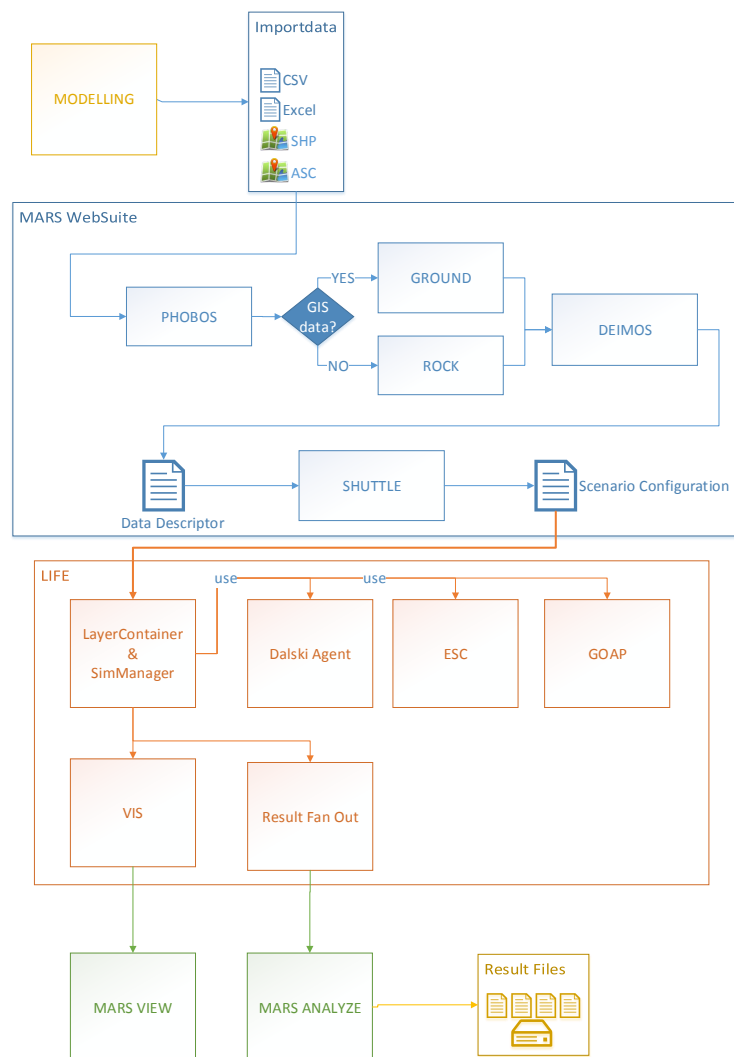 Importdata
MODELLING
CSV
Excel
SHP
ASC
MARS WebSuite
YES
GROUND
PHOBOS
GIS
data?
DEIMOS
NO
ROCK
SHUTTLE
Scenario Configuration
Data Descriptor
LIFE
use
use
LayerContainer
&
SimManager
Dalski Agent
ESC
GOAP
VIS
Result Fan Out
MARS VIEW
MARS ANALYZE
Result Files